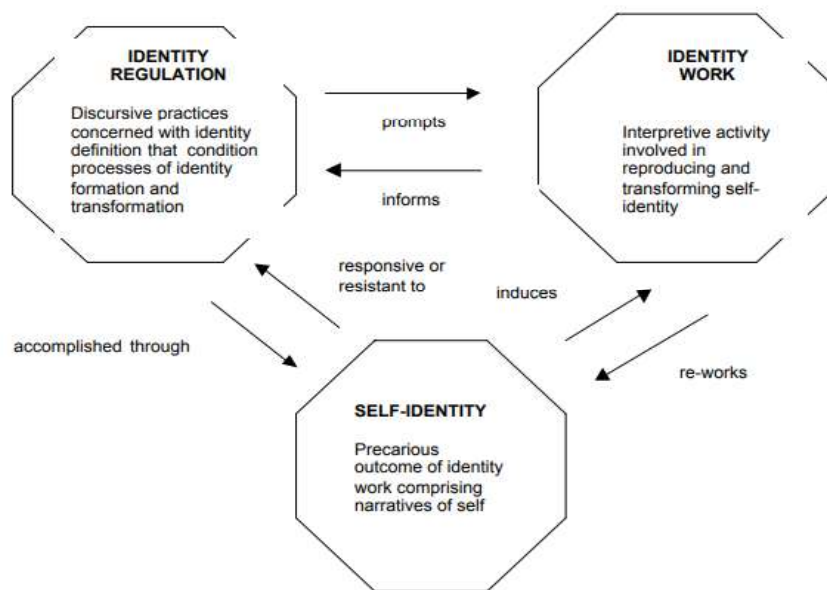 IDENTITY
REGULATION
Discursive practices
concerned with identity
definition that condition
processes of identity
formation and
transformation
prompts
informs
IDENTITY
WORK
Interpretive activity
involved in
reproducing and
transforming self-
identity
responsive or
resistant to
induces
accomplished through
re-works
SELF-IDENTITY
Precarious
outcome of identity
work comprising
narratives of self